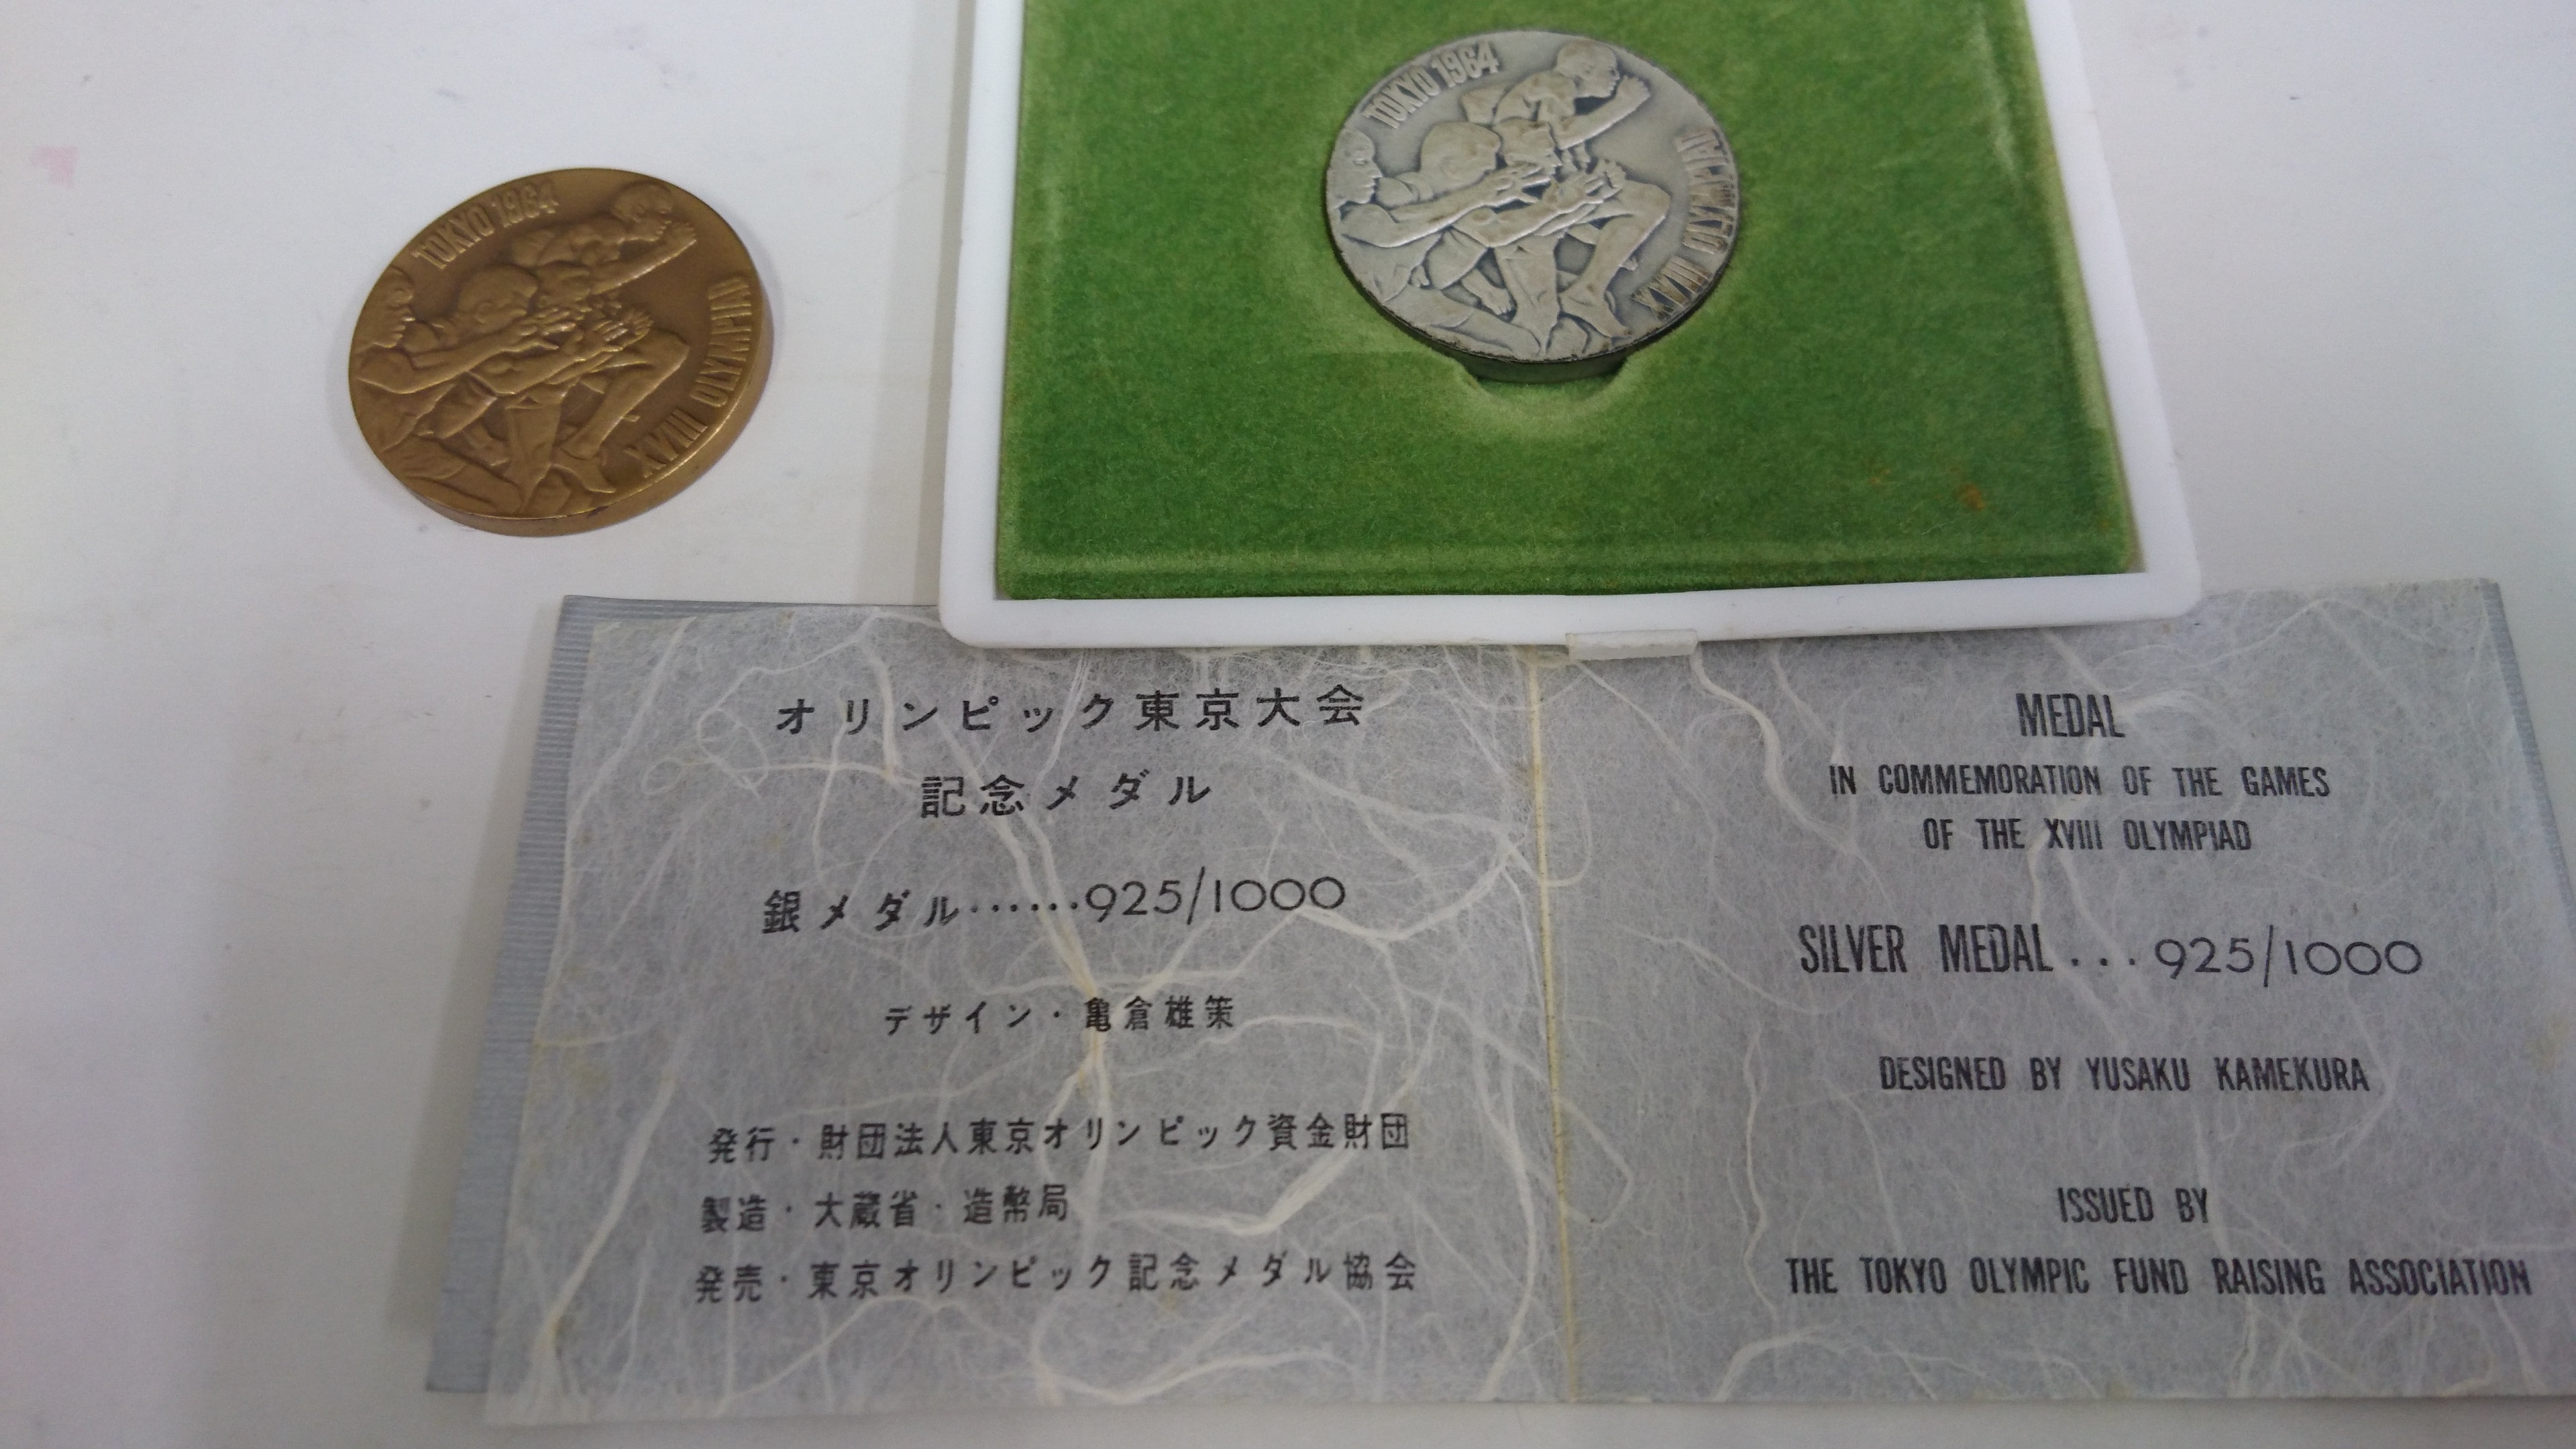 TOKYO 1964
XVIII OLYMPIAD
TOKYO 1964
XVIII OLYMPIAD
オリンピック東京大会
記念メダル
銀メダル······925/1000
デザイン・亀倉雄策
発行・財団法人東京オリンピック資金財団
製造・大蔵省・造幣局
発売・東京オリンピック記念メダル協会
MEDAL
IN COMMEMORATION OF THE GAMES
OF THE XVIII OLYMPIAD
SILVER MEDAL...925/1000
DESIGNED BY YUSAKU KAMEKURA
ISSUED BY
THE TOKYO OLYMPIC FUND RAISING ASSOCIATION